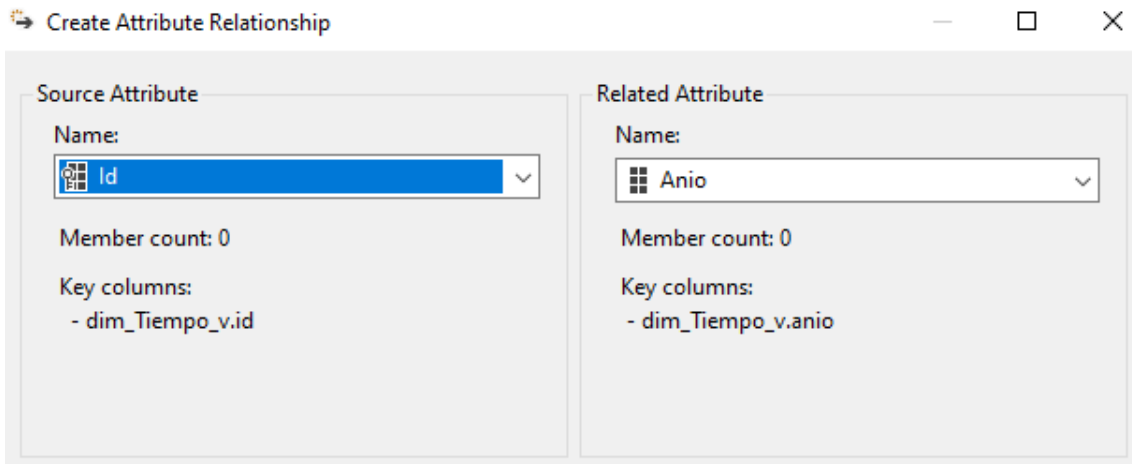 Create Attribute Relationship
Source Attribute
Name:
Id
Member count: 0
Key columns:
- dim_Tiempo_v.id
Related Attribute
Name:
Anio
Member count: 0
Key columns:
- dim_Tiempo_v.anio